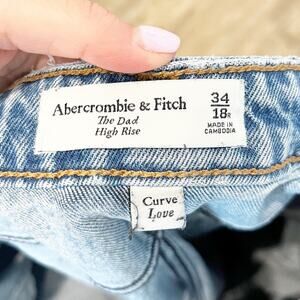 Abercrombie & Fitch
The Dad
High Rise
34
18R
MADE IN
CAMBODIA
Curve
Love